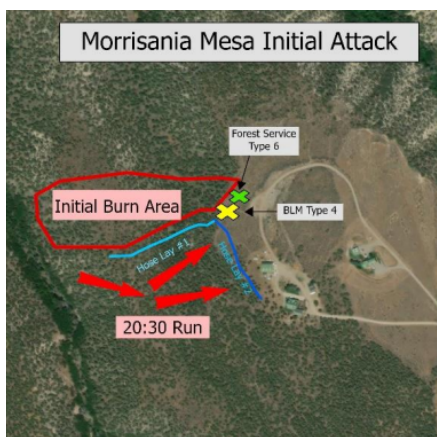 Morrisania Mesa Initial Attack
Forest Service
Type 6
Initial Burn Area
BLM Type 4
Hose Lay #1
Hose Lay #2
20:30 Run